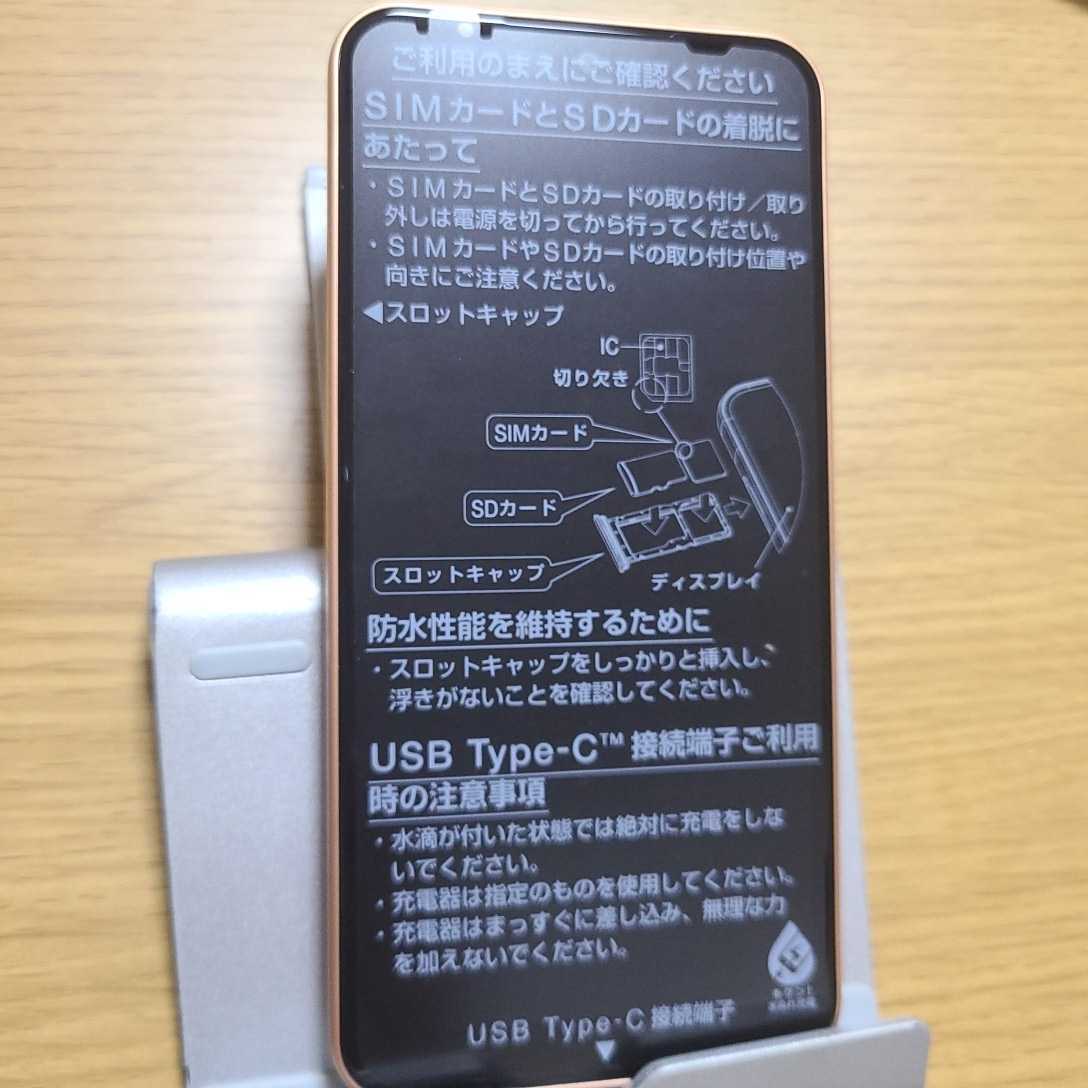 ご利用のまえにご確認ください
SIMカードとSDカードの着脱に
あたって
・SIMカードとSDカードの取り付け／取り
外しは電源を切ってから行ってください。
・SIMカードやSDカードの取り付け位置や
向きにご注意ください。
◀スロットキャップ
IC
切り欠き
SIMカード
SDカード
スロットキャップ
ディスプレイ
防水性能を維持するために
・スロットキャップをしっかりと挿入し、
浮きがないことを確認してください。
USB Type-C™ 接続端子ご利用
時の注意事項
・水滴が付いた状態では絶対に充電をしな
いでください。
・充電器は指定のものを使用してください。
・充電器はまっすぐに差し込み、無理な力
を加えないでください。
USB Type-C 接続端子
▼